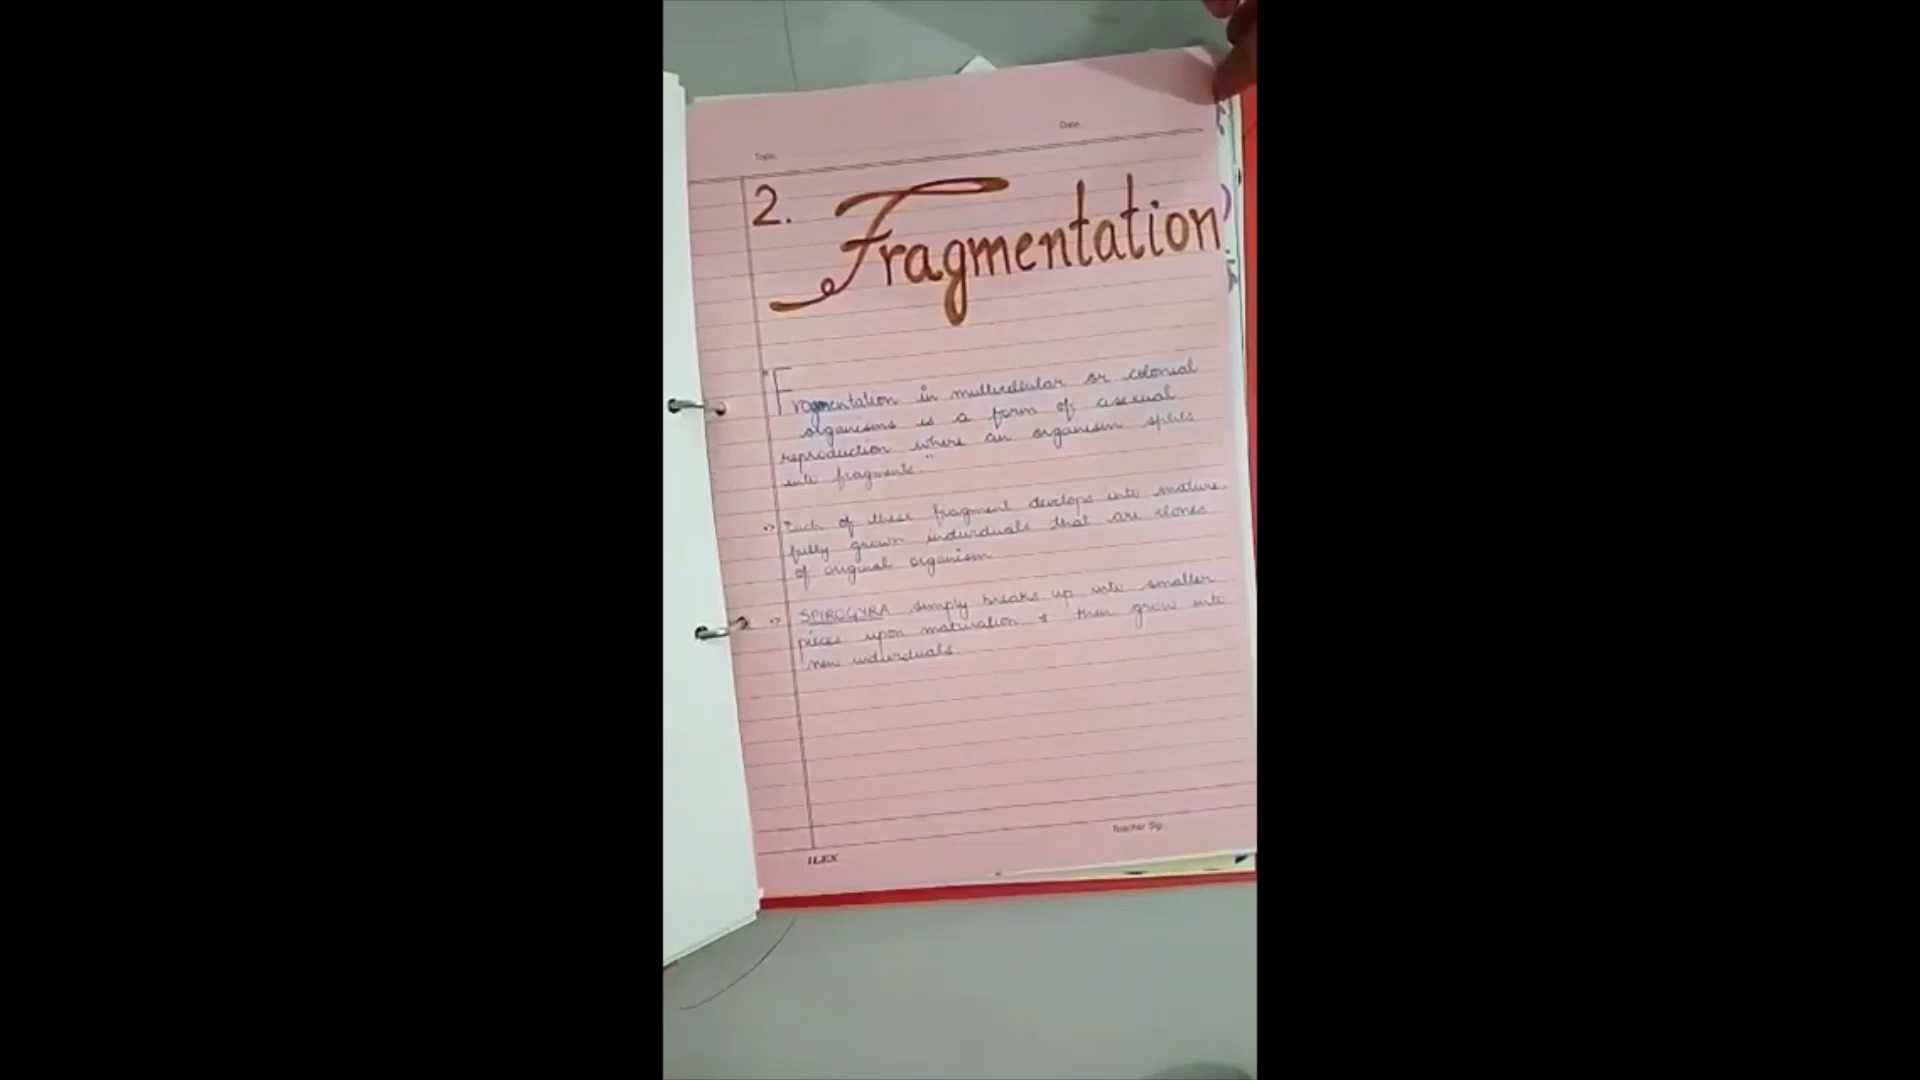 Date
Topic
2. Fragmentation
"Fragmentation in multicellular or colonial
organisms is a form of asexual
reproduction where an organism splits
into fragments."
-> Each of these fragment develops into mature
fully grown individuals that are clones
of original organism
-> SPIROGYRA simply breaks up into smaller
pieces upon maturation & then grow into
new individuals.
Teacher Sig
ILEX